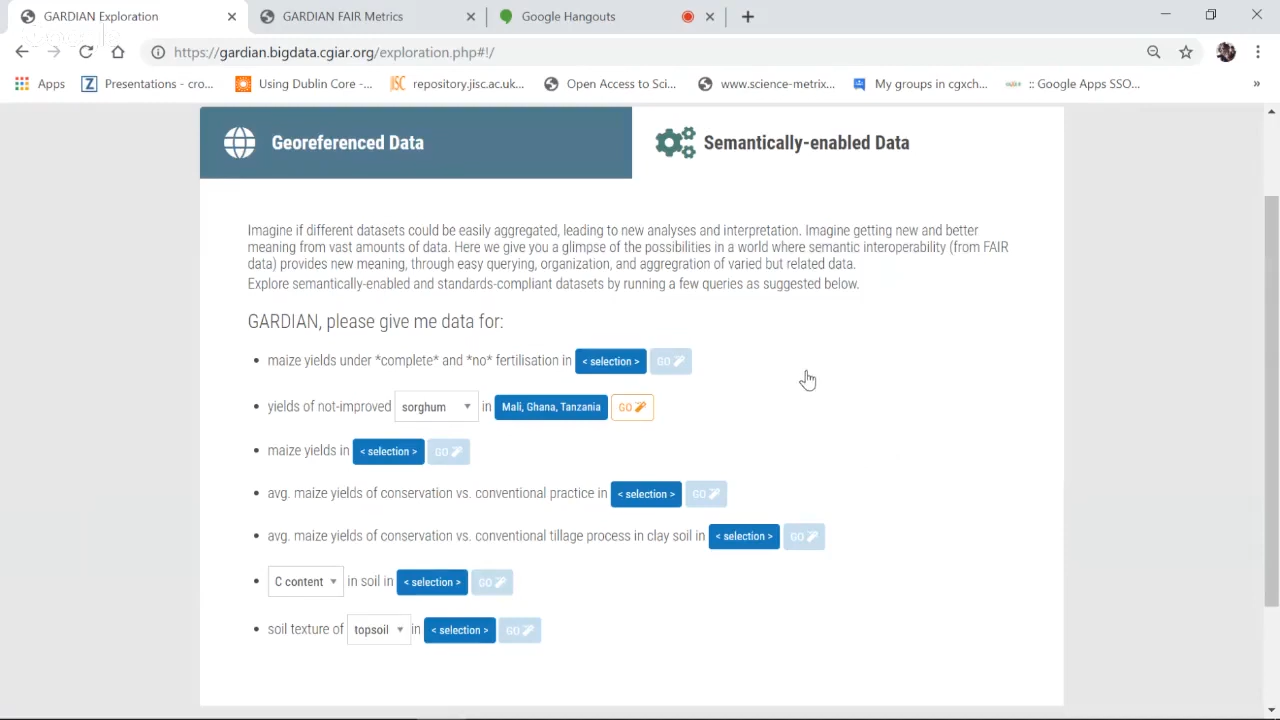 GARDIAN Exploration
GARDIAN FAIR Metrics
Google Hangouts
https://gardian.bigdata.cgiar.org/exploration.php#!/
Apps
Presentations - cro...
Using Dublin Core -...
repository.jisc.ac.uk...
Open Access to Sci...
www.science-metrix...
My groups in cgxch...
:: Google Apps SSO...
Georeferenced Data
Semantically-enabled Data
Imagine if different datasets could be easily aggregated, leading to new analyses and interpretation. Imagine getting new and better
meaning from vast amounts of data. Here we give you a glimpse of the possibilities in a world where semantic interoperability (from FAIR
data) provides new meaning, through easy querying, organization, and aggregration of varied but related data.
Explore semantically-enabled and standards-compliant datasets by running a few queries as suggested below.
GARDIAN, please give me data for:
• maize yields under *complete* and *no* fertilisation in < selection > GO
• yields of not-improved sorghum in Mali, Ghana, Tanzania GO
• maize yields in < selection > GO
• avg. maize yields of conservation vs. conventional practice in < selection > GO
• avg. maize yields of conservation vs. conventional tillage process in clay soil in < selection > GO
• C content in soil in < selection > GO
• soil texture of topsoil in < selection > GO